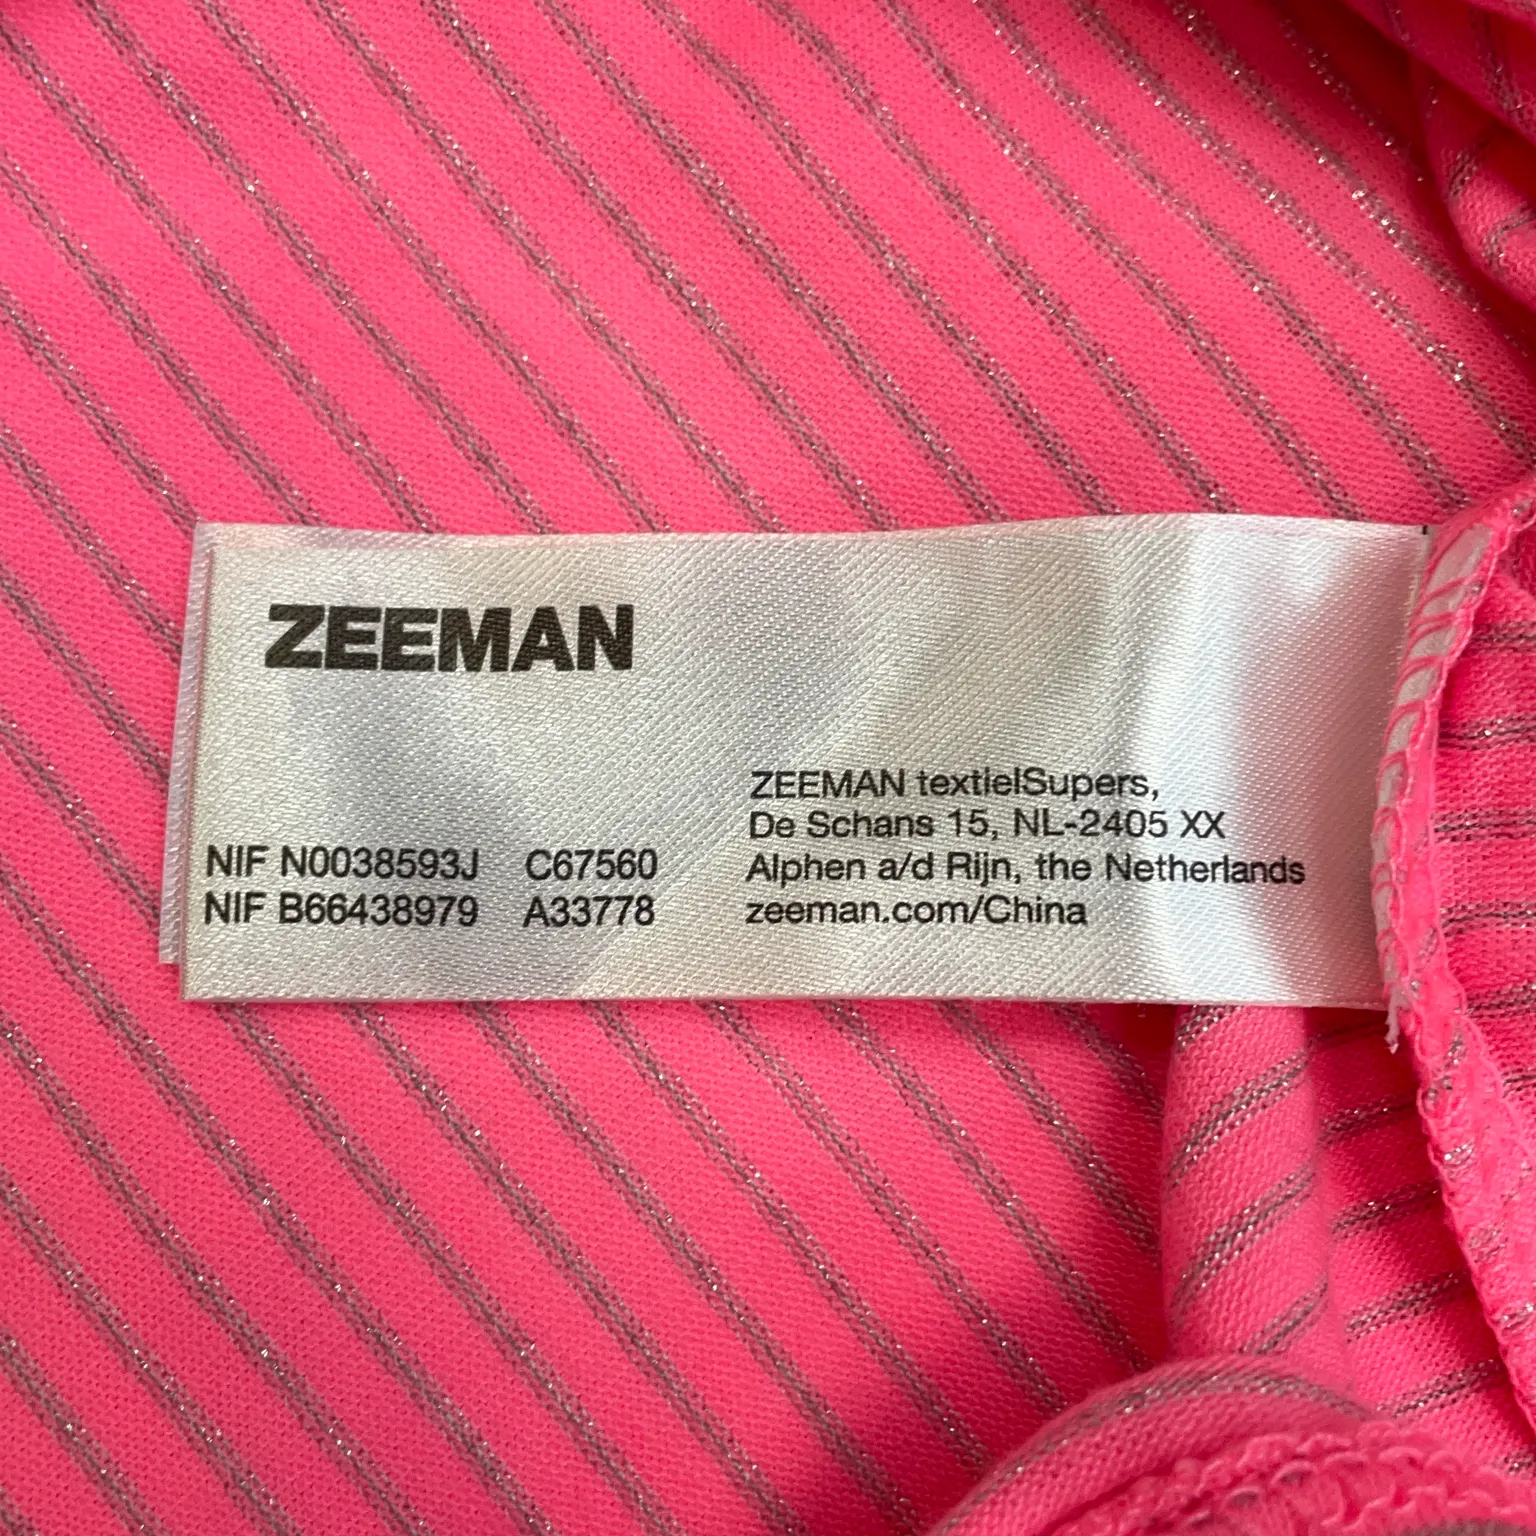 ZEEMAN
NIF N0038593J C67560
NIF B66438979 A33778
ZEEMAN textielSupers,
De Schans 15, NL-2405 XX
Alphen a/d Rijn, the Netherlands
zeeman.com/China